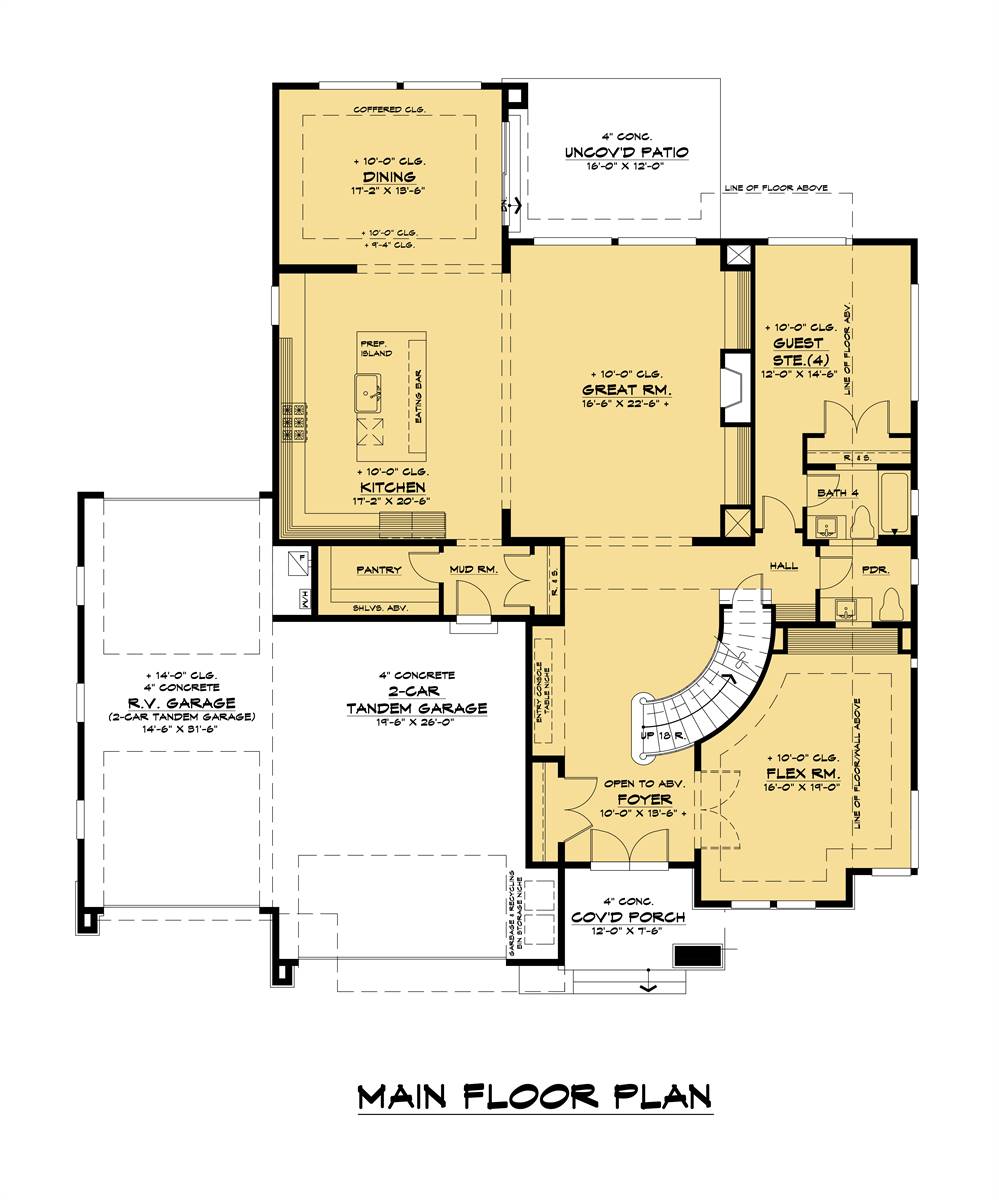 COFFERED CLG.
+ 10'-0" CLG.
DINING
17'-2" X 13'-6"
+ 10'-0" CLG.
+ 9'-4" CLG.
DN.
4" CONC.
UNCOV'D PATIO
16'-0" X 12'-0"
LINE OF FLOOR ABOVE
PREP.
ISLAND
EATING BAR
+ 10'-0" CLG.
KITCHEN
17'-2" X 20'-6"
+ 10'-0" CLG.
GREAT RM.
16'-6" X 22'-6" +
+ 10'-0" CLG.
GUEST
STE.(4)
12'-0" X 14'-6"
LINE OF FLOOR ABV.
R. & S.
BATH 4
HALL
PDR.
F
H/W
PANTRY
SHLVS. ABV.
MUD RM.
R. & S.
+ 14'-0" CLG.
4" CONCRETE
R.V. GARAGE
(2-CAR TANDEM GARAGE)
14'-6" X 31'-6"
4" CONCRETE
2-CAR
TANDEM GARAGE
19'-6" X 26'-0"
ENTRY CONSOLE
TABLE NICHE
UP 18 R.
OPEN TO ABV.
FOYER
10'-0" X 13'-6" +
+ 10'-0" CLG.
FLEX RM.
16'-0" X 19'-0"
LINE OF FLOOR/WALL ABOVE
GARBAGE & RECYCLING
BIN STORAGE NICHE
4" CONC.
COV'D PORCH
12'-0" X 7'-6"
MAIN FLOOR PLAN